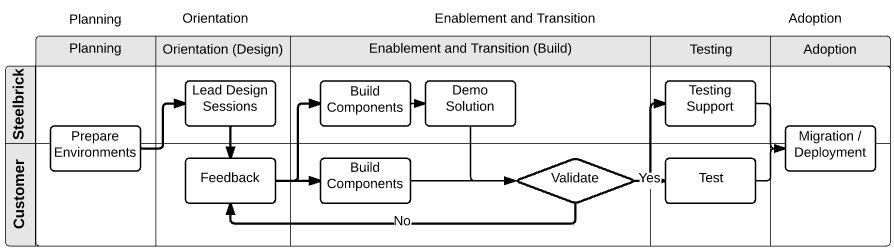 Planning
Orientation
Enablement and Transition
Adoption
Planning
Orientation (Design)
Enablement and Transition (Build)
Testing
Adoption
Steelbrick
Lead Design
Sessions
Build
Components
Demo
Solution
Testing
Support
Prepare
Environments
Migration /
Deployment
Customer
Feedback
Build
Components
Validate
Yes
Test
No